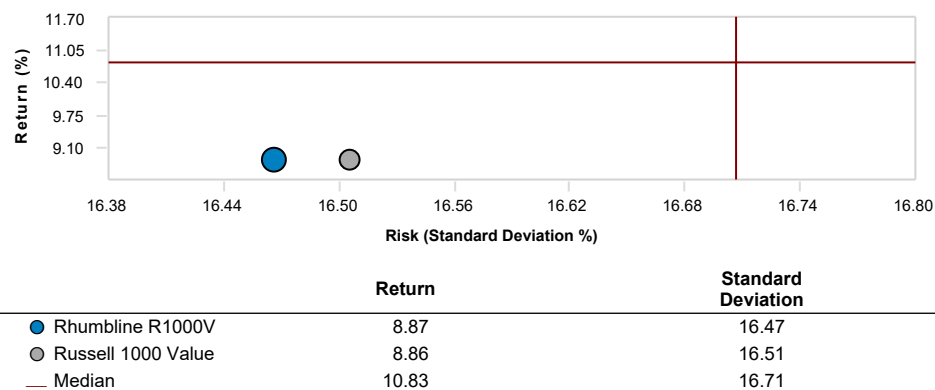 11.70
11.05
10.40
9.75
9.10
Return (%)
16.38 16.44 16.50 16.56 16.62 16.68 16.74 16.80
Risk (Standard Deviation %)
Return Standard Deviation
Rhumbline R1000V 8.87 16.47
Russell 1000 Value 8.86 16.51
Median 10.83 16.71